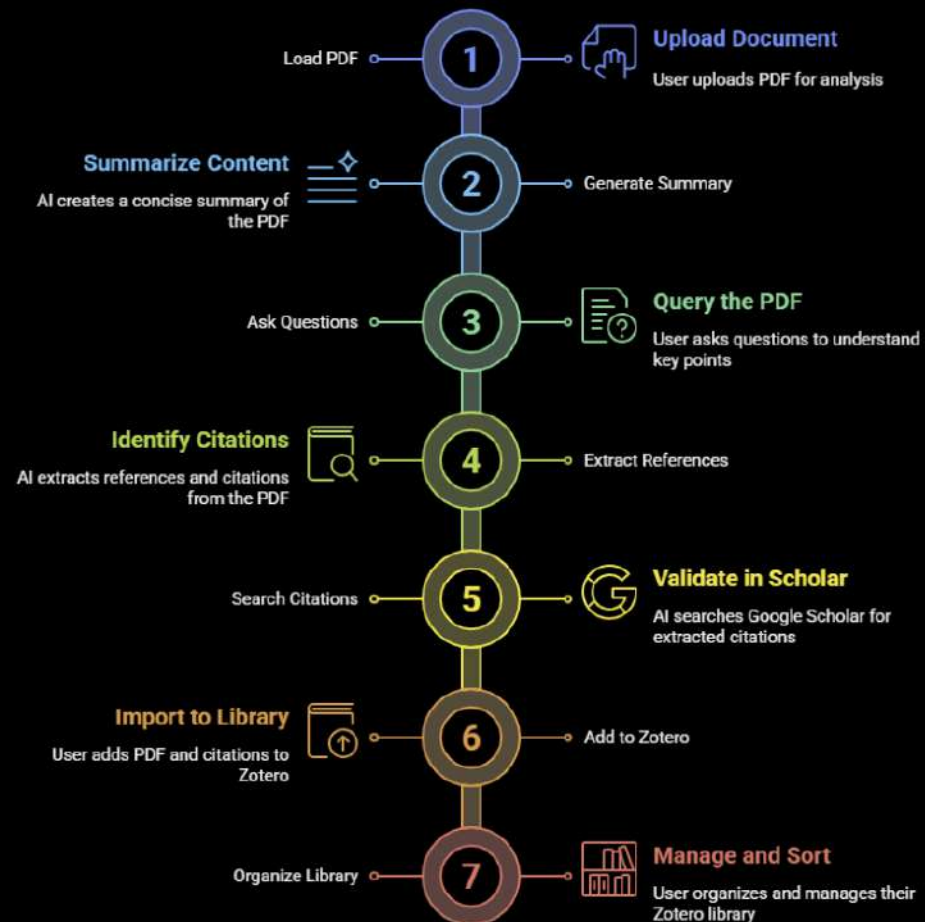 Load PDF
1
Upload Document
User uploads PDF for analysis
Summarize Content
AI creates a concise summary of
the PDF
2
Generate Summary
Ask Questions
3
Query the PDF
User asks questions to understand
key points
Identify Citations
AI extracts references and citations
from the PDF
4
Extract References
Search Citations
5
Validate in Scholar
AI searches Google Scholar for
extracted citations
Import to Library
User adds PDF and citations to
Zotero
6
Add to Zotero
Organize Library
7
Manage and Sort
User organizes and manages their
Zotero library